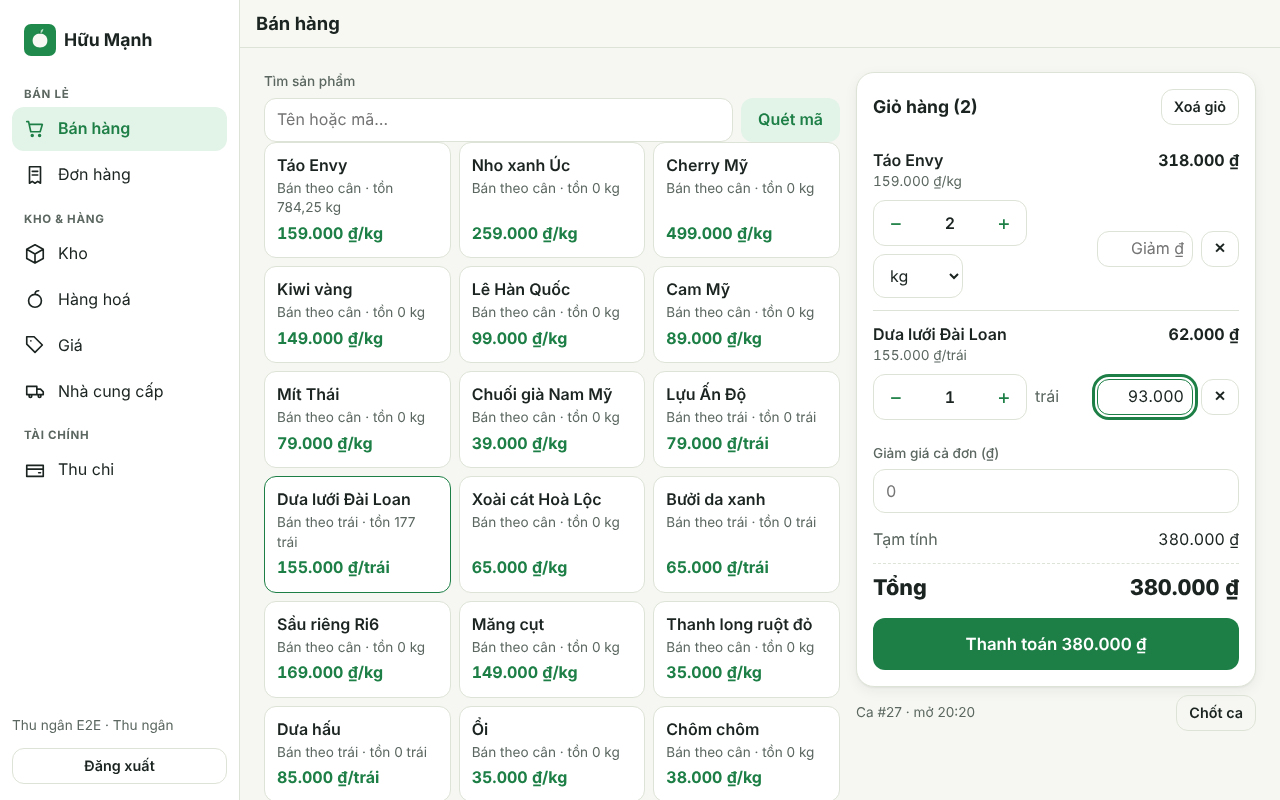 Hữu Mạnh
BÁN LẺ
Bán hàng
Đơn hàng
KHO & HÀNG
Kho
Hàng hoá
Giá
Nhà cung cấp
TÀI CHÍNH
Thu chi
Thu ngân E2E · Thu ngân
Đăng xuất
Bán hàng
Tìm sản phẩm
Tên hoặc mã...
Quét mã
Táo Envy
Bán theo cân · tồn
784,25 kg
159.000 ₫/kg
Nho xanh Úc
Bán theo cân · tồn 0 kg
259.000 ₫/kg
Cherry Mỹ
Bán theo cân · tồn 0 kg
499.000 ₫/kg
Kiwi vàng
Bán theo cân · tồn 0 kg
149.000 ₫/kg
Lê Hàn Quốc
Bán theo cân · tồn 0 kg
99.000 ₫/kg
Cam Mỹ
Bán theo cân · tồn 0 kg
89.000 ₫/kg
Mít Thái
Bán theo cân · tồn 0 kg
79.000 ₫/kg
Chuối già Nam Mỹ
Bán theo cân · tồn 0 kg
39.000 ₫/kg
Lựu Ấn Độ
Bán theo trái · tồn 0 trái
79.000 ₫/trái
Dưa lưới Đài Loan
Bán theo trái · tồn 177
trái
155.000 ₫/trái
Xoài cát Hoà Lộc
Bán theo cân · tồn 0 kg
65.000 ₫/kg
Bưởi da xanh
Bán theo trái · tồn 0 trái
65.000 ₫/trái
Sầu riêng Ri6
Bán theo cân · tồn 0 kg
169.000 ₫/kg
Măng cụt
Bán theo cân · tồn 0 kg
149.000 ₫/kg
Thanh long ruột đỏ
Bán theo cân · tồn 0 kg
35.000 ₫/kg
Dưa hấu
Bán theo trái · tồn 0 trái
85.000 ₫/trái
Ổi
Bán theo cân · tồn 0 kg
35.000 ₫/kg
Chôm chôm
Bán theo cân · tồn 0 kg
38.000 ₫/kg
Giỏ hàng (2)
Xoá giỏ
Táo Envy
318.000 ₫
159.000 ₫/kg
− 2 +
Giảm ₫
×
kg
Dưa lưới Đài Loan
62.000 ₫
155.000 ₫/trái
− 1 + trái
93.000
×
Giảm giá cả đơn (₫)
0
Tạm tính
380.000 ₫
Tổng
380.000 ₫
Thanh toán 380.000 ₫
Ca #27 · mở 20:20
Chốt ca